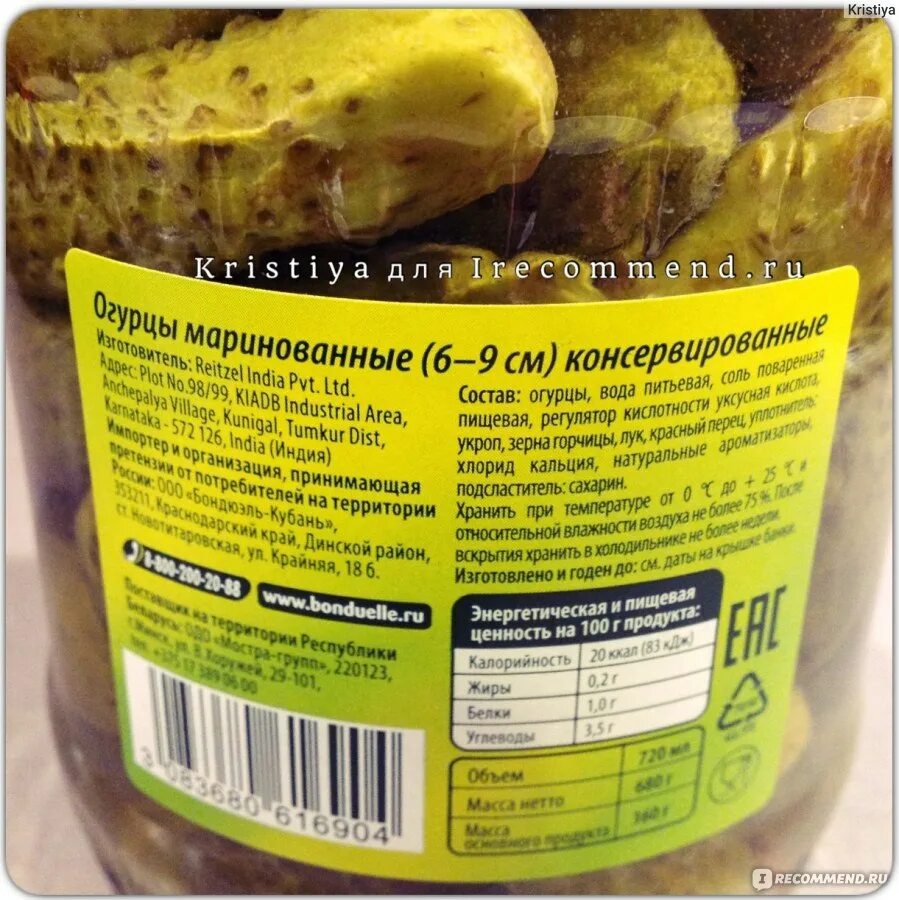 Kristiya
Kristiya для Irecommend.ru
Огурцы маринованные (6–9 см) консервированные
Изготовитель: Reitzel India Pvt. Ltd.
Адрес: Plot No.98/99, KIADB Industrial Area,
Anchepalya Village, Kunigal, Tumkur Dist,
Karnataka - 572 126, India (Индия)
Импортер и организация, принимающая
претензии от потребителей на территории
России: ООО «Бондюэль-Кубань»,
353211, Краснодарский край, Динской район,
ст. Новотитаровская, ул. Крайняя, 18 б.
8-800-200-20-88
www.bonduelle.ru
Поставщик на территории Республики
Беларусь: ОДО «Мостра-групп», 220123,
г.Минск, ул. В.Хоружей, 29-101,
тел. +375 17 389 06 00
3 083680 616904
Состав: огурцы, вода питьевая, соль поваренная
пищевая, регулятор кислотности уксусная кислота,
укроп, зерна горчицы, лук, красный перец, уплотнитель:
хлорид кальция, натуральные ароматизаторы,
подсластитель: сахарин.
Хранить при температуре от 0 °C до + 25 °C и
относительной влажности воздуха не более 75 %. После
вскрытия хранить в холодильнике не более недели.
Изготовлено и годен до: см. даты на крышке банки.
Энергетическая и пищевая
ценность на 100 г продукта:
Калорийность 20 ккал (83 кДж)
Жиры 0,2 г
Белки 1,0 г
Углеводы 3,5 г
Объем 720 мл
Масса нетто 680 г
Масса
основного продукта 360 г
EAC
IRECOMMEND.RU